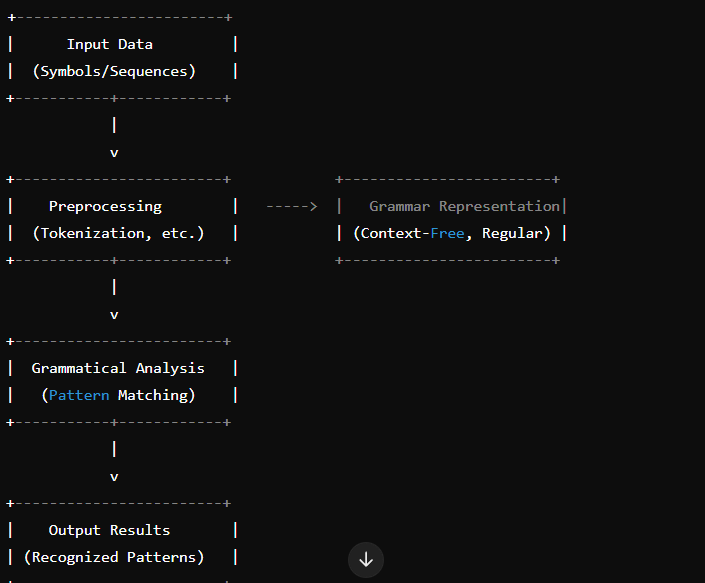 +------------------------+
|      Input Data         |
|  (Symbols/Sequences)    |
+-----------+------------+
            |
            v
+------------------------+            +------------------------+
|    Preprocessing        |   ----->  |   Grammar Representation|
|  (Tokenization, etc.)   |           | (Context-Free, Regular) |
+-----------+------------+            +------------------------+
            |
            v
+------------------------+
|  Grammatical Analysis   |
|   (Pattern Matching)    |
+-----------+------------+
            |
            v
+------------------------+
|    Output Results       |
| (Recognized Patterns)   |